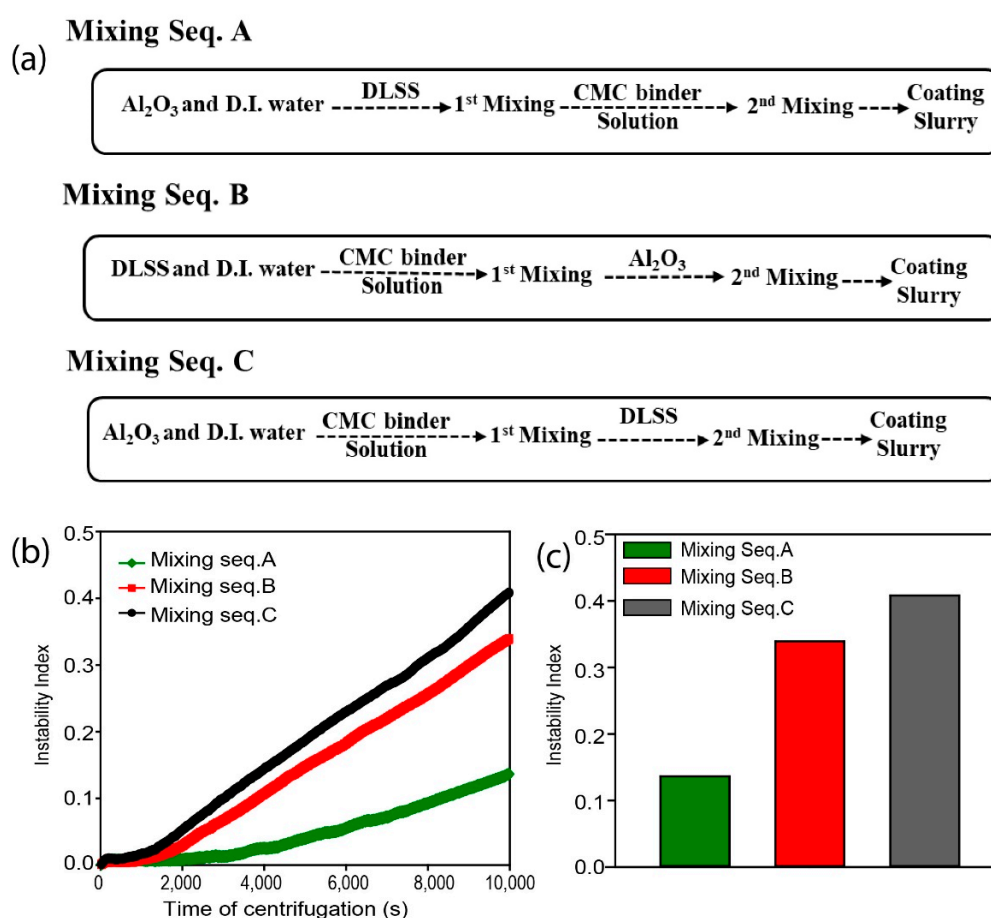 Mixing Seq. A
(a)
Al₂O₃ and D.I. water DLSS 1st Mixing CMC binder Solution 2nd Mixing Coating Slurry
Mixing Seq. B
DLSS and D.I. water CMC binder Solution 1st Mixing Al₂O₃ 2nd Mixing Coating Slurry
Mixing Seq. C
Al₂O₃ and D.I. water CMC binder Solution 1st Mixing DLSS 2nd Mixing Coating Slurry
(b)
Instability Index
0.5
0.4
0.3
0.2
0.1
0.0
Mixing seq.A
Mixing seq.B
Mixing seq.C
0 2,000 4,000 6,000 8,000 10,000
Time of centrifugation (s)
(c)
Instability Index
0.5
0.4
0.3
0.2
0.1
0.0
Mixing Seq.A
Mixing Seq.B
Mixing Seq.C